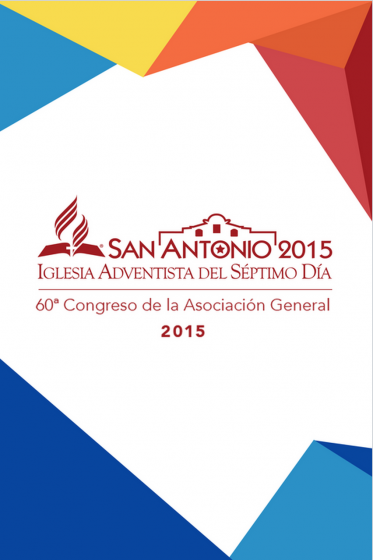 SAN ANTONIO 2015
IGLESIA ADVENTISTA DEL SÉPTIMO DÍA
60ª Congreso de la Asociación General
2015